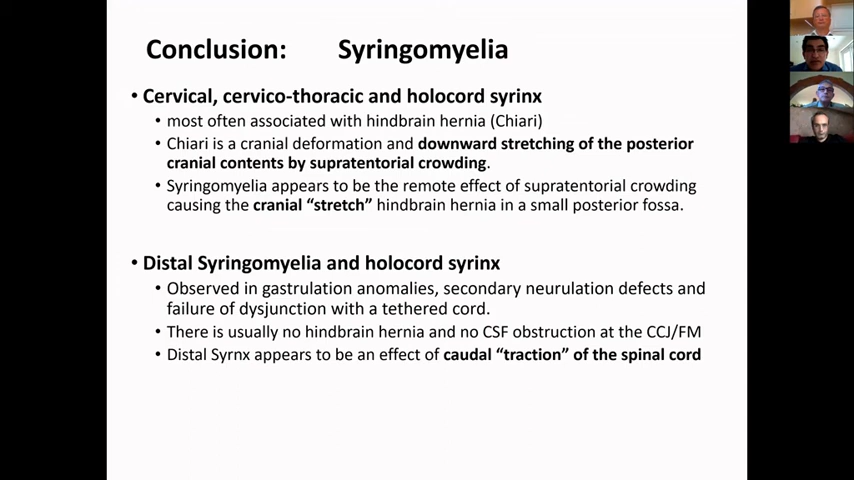 Conclusion: Syringomyelia
• Cervical, cervico-thoracic and holocord syrinx
• most often associated with hindbrain hernia (Chiari)
• Chiari is a cranial deformation and downward stretching of the posterior
cranial contents by supratentorial crowding.
• Syringomyelia appears to be the remote effect of supratentorial crowding
causing the cranial “stretch” hindbrain hernia in a small posterior fossa.
• Distal Syringomyelia and holocord syrinx
• Observed in gastrulation anomalies, secondary neurulation defects and
failure of dysjunction with a tethered cord.
• There is usually no hindbrain hernia and no CSF obstruction at the CCJ/FM
• Distal Syrnx appears to be an effect of caudal “traction” of the spinal cord